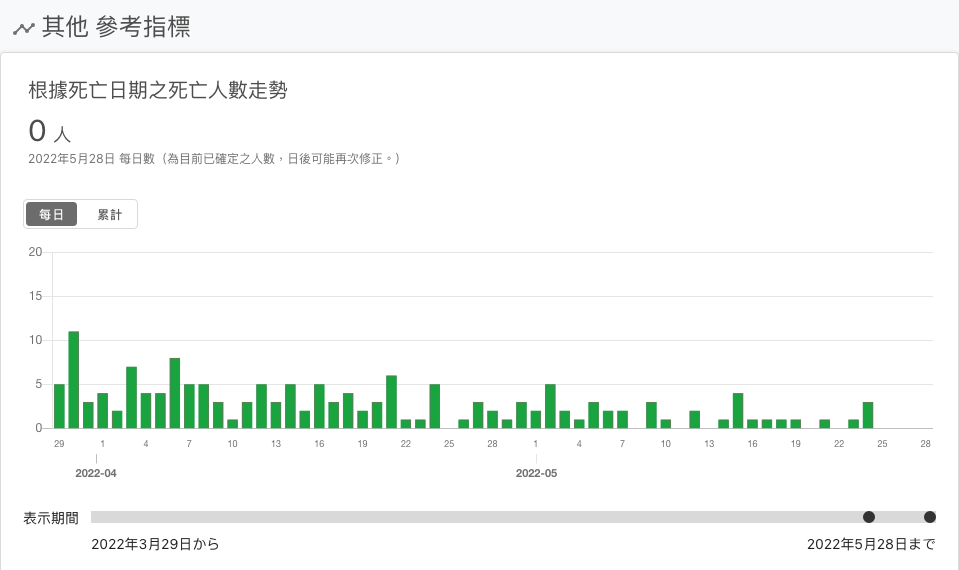 其他 參考指標
根據死亡日期之死亡人數走勢
0 人
2022年5月28日 每日數（為目前已確定之人數，日後可能再次修正。）
每日 累計
20
15
10
5
0
29 1 4 7 10 13 16 19 22 25 28 1 4 7 10 13 16 19 22 25 28
2022-04 2022-05
表示期間
2022年3月29日から 2022年5月28日まで